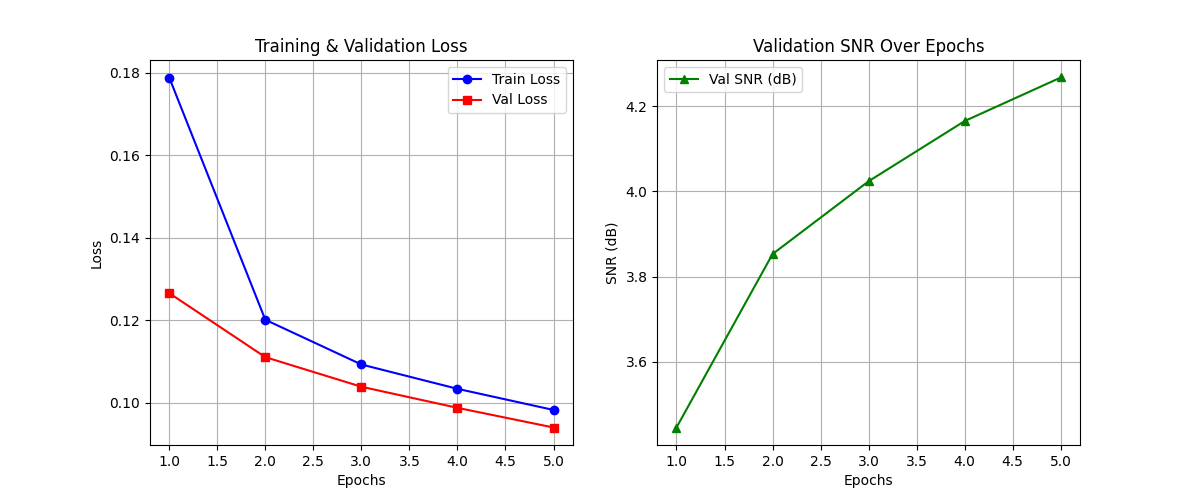 Training & Validation Loss
Train Loss
Val Loss
Loss
0.18
0.16
0.14
0.12
0.10
1.0 1.5 2.0 2.5 3.0 3.5 4.0 4.5 5.0
Epochs
Validation SNR Over Epochs
Val SNR (dB)
SNR (dB)
4.2
4.0
3.8
3.6
1.0 1.5 2.0 2.5 3.0 3.5 4.0 4.5 5.0
Epochs